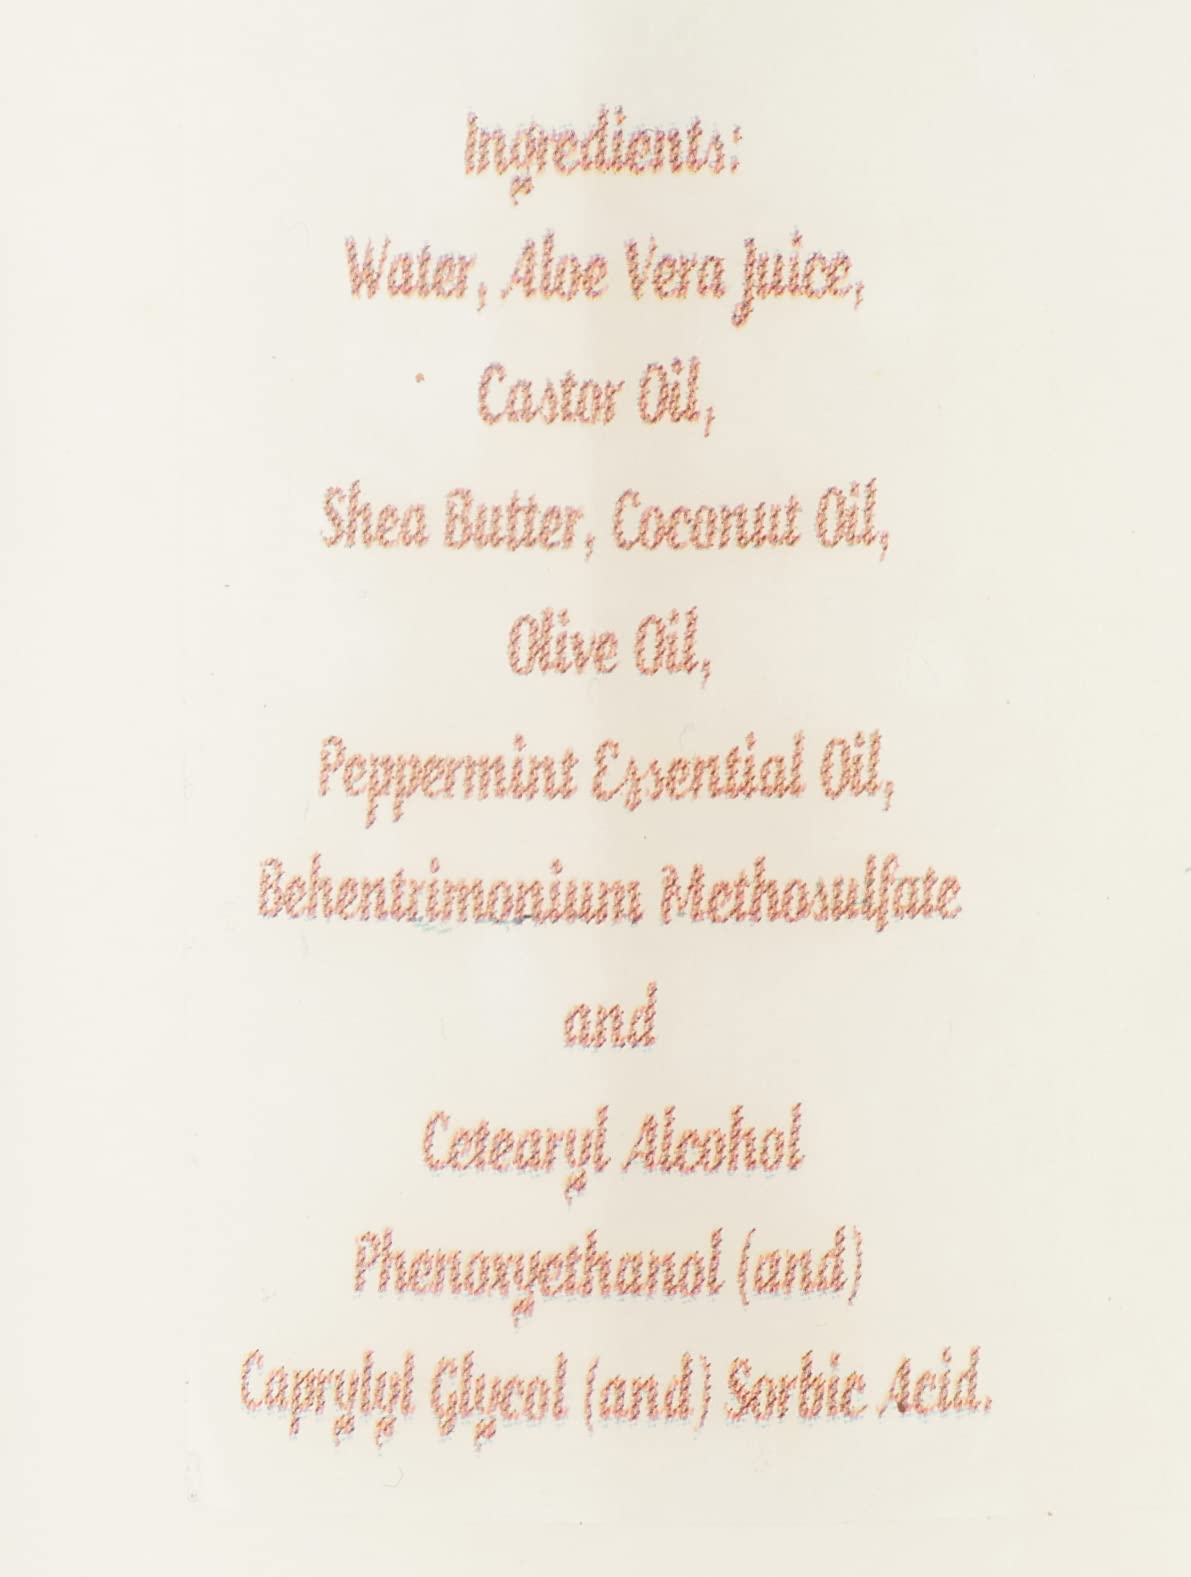 Ingredients:
Water, Aloe Vera Juice,
Castor Oil,
Shea Butter, Coconut Oil,
Olive Oil,
Peppermint Essential Oil,
Behentrimonium Methosulfate
and
Cetearyl Alcohol
Phenoxyethanol (and)
Caprylyl Glycol (and) Sorbic Acid.